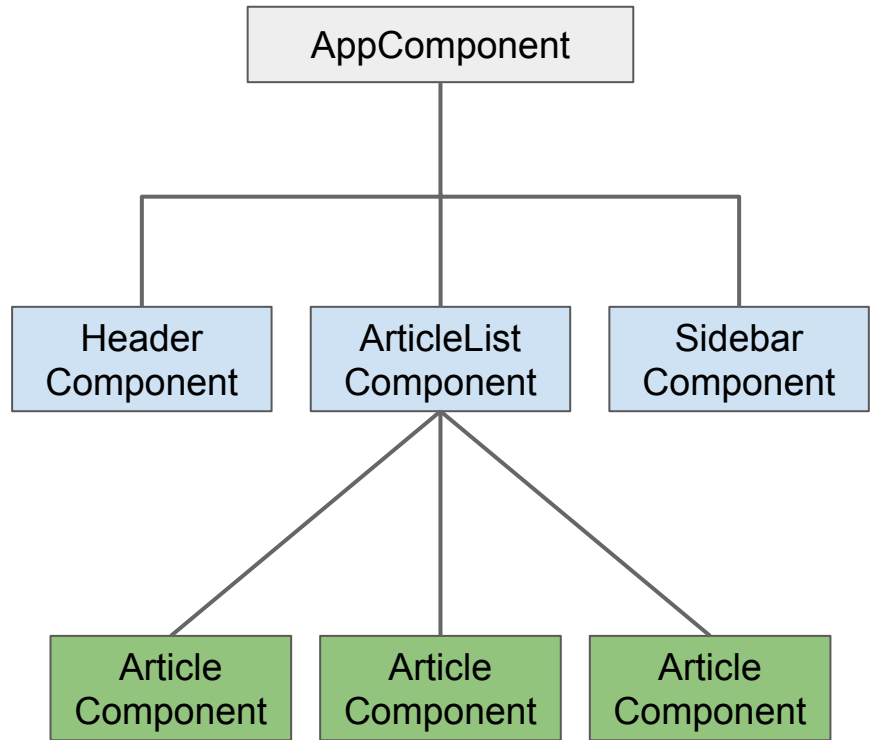 AppComponent
Header
Component
ArticleList
Component
Sidebar
Component
Article
Component
Article
Component
Article
Component